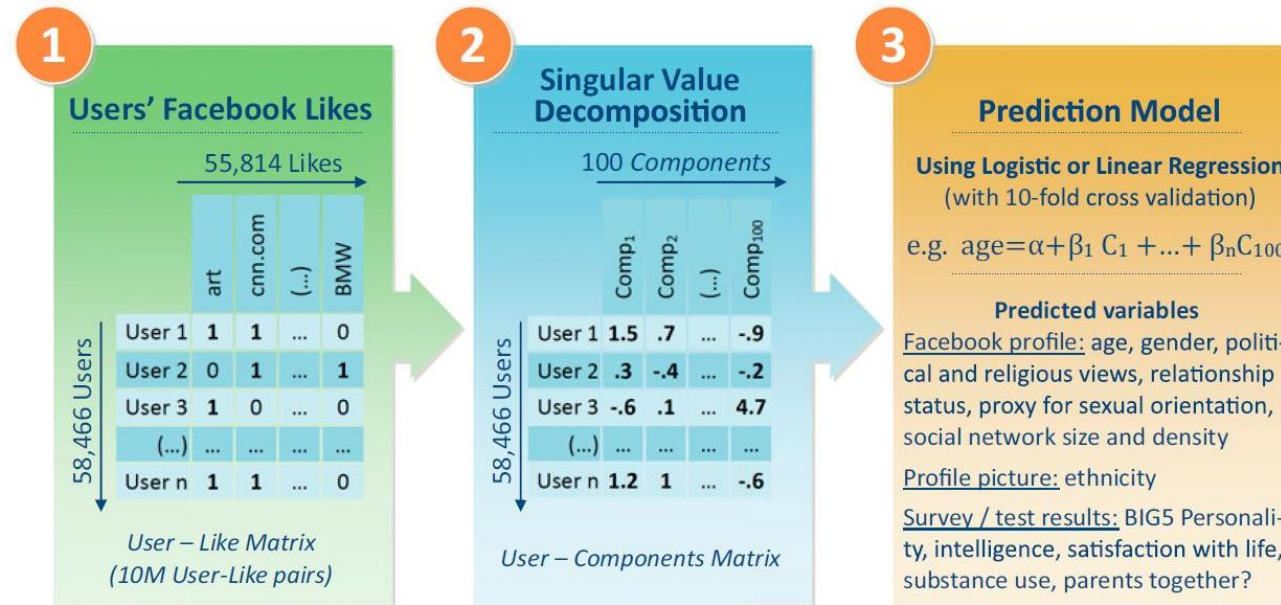 1
Users' Facebook Likes
55,814 Likes
art cnn.com (...) BMW
58,466 Users
User 1 1 1 ... 0
User 2 0 1 ... 1
User 3 1 0 ... 0
(...) ... ... ... ...
User n 1 1 ... 0
User – Like Matrix
(10M User-Like pairs)
2
Singular Value
Decomposition
100 Components
Comp1 Comp2 (...) Comp100
58,466 Users
User 1 1.5 .7 ... -.9
User 2 .3 -.4 ... -.2
User 3 -.6 .1 ... 4.7
(...) ... ... ... ...
User n 1.2 1 ... -.6
User – Components Matrix
3
Prediction Model
Using Logistic or Linear Regression
(with 10-fold cross validation)
e.g. age=α+β1 C1 +...+ βnC100
Predicted variables
Facebook profile: age, gender, politi-
cal and religious views, relationship
status, proxy for sexual orientation,
social network size and density
Profile picture: ethnicity
Survey / test results: BIG5 Personali-
ty, intelligence, satisfaction with life,
substance use, parents together?